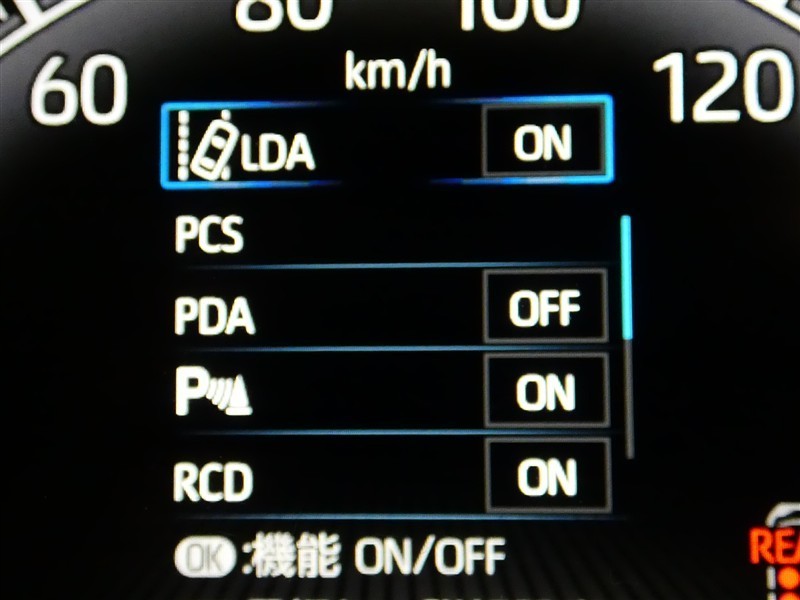 80 100
60 km/h 120
LDA ON
PCS
PDA OFF
P ON
RCD ON
OK:機能 ON/OFF